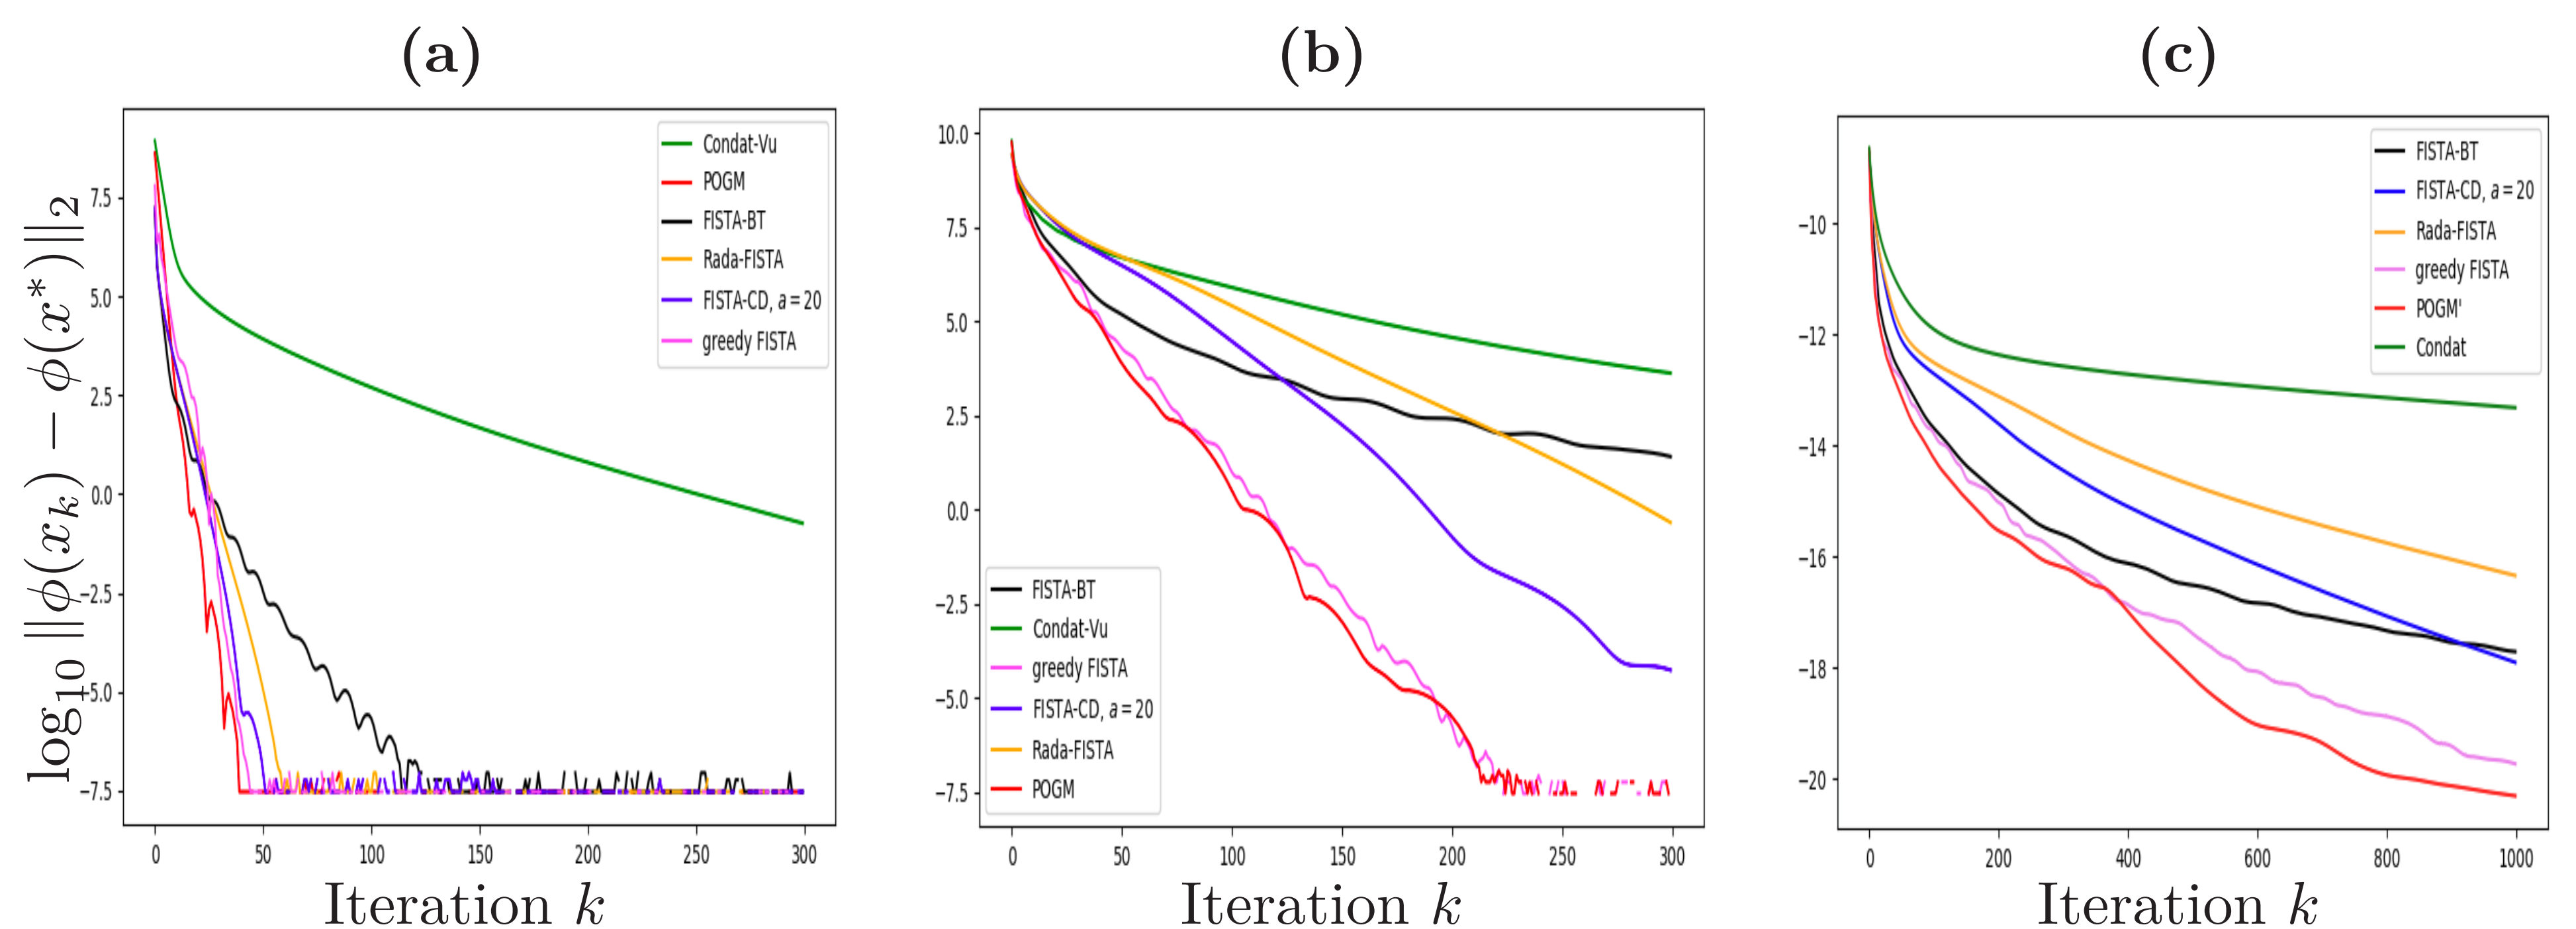 (a)
(b)
(c)
log₁₀ ||ϕ(xₖ) − ϕ(x*)||₂
7.5
5.0
2.5
0.0
−2.5
−5.0
−7.5
Condat-Vu
POGM
FISTA-BT
Rada-FISTA
FISTA-CD, a = 20
greedy FISTA
0 50 100 150 200 250 300
Iteration k
10.0
7.5
5.0
2.5
0.0
−2.5
−5.0
−7.5
FISTA-BT
Condat-Vu
greedy FISTA
FISTA-CD, a = 20
Rada-FISTA
POGM
0 50 100 150 200 250 300
Iteration k
−10
−12
−14
−16
−18
−20
FISTA-BT
FISTA-CD, a = 20
Rada-FISTA
greedy FISTA
POGM'
Condat
0 200 400 600 800 1000
Iteration k